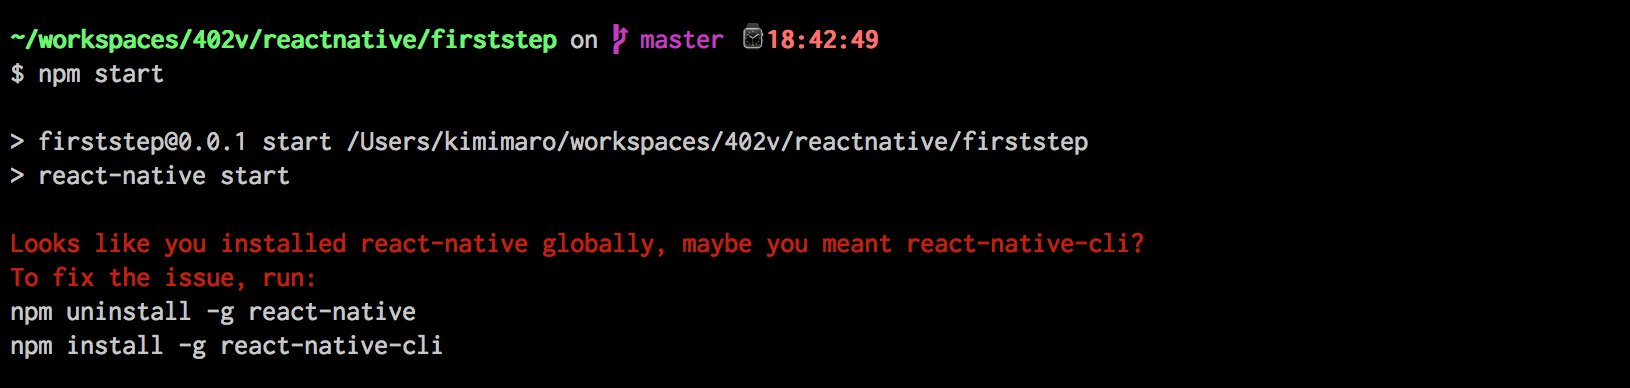 ~/workspaces/402v/reactnative/firststep on master ⌚18:42:49
$ npm start
> firststep@0.0.1 start /Users/kimimaro/workspaces/402v/reactnative/firststep
> react-native start
Looks like you installed react-native globally, maybe you meant react-native-cli?
To fix the issue, run:
npm uninstall -g react-native
npm install -g react-native-cli